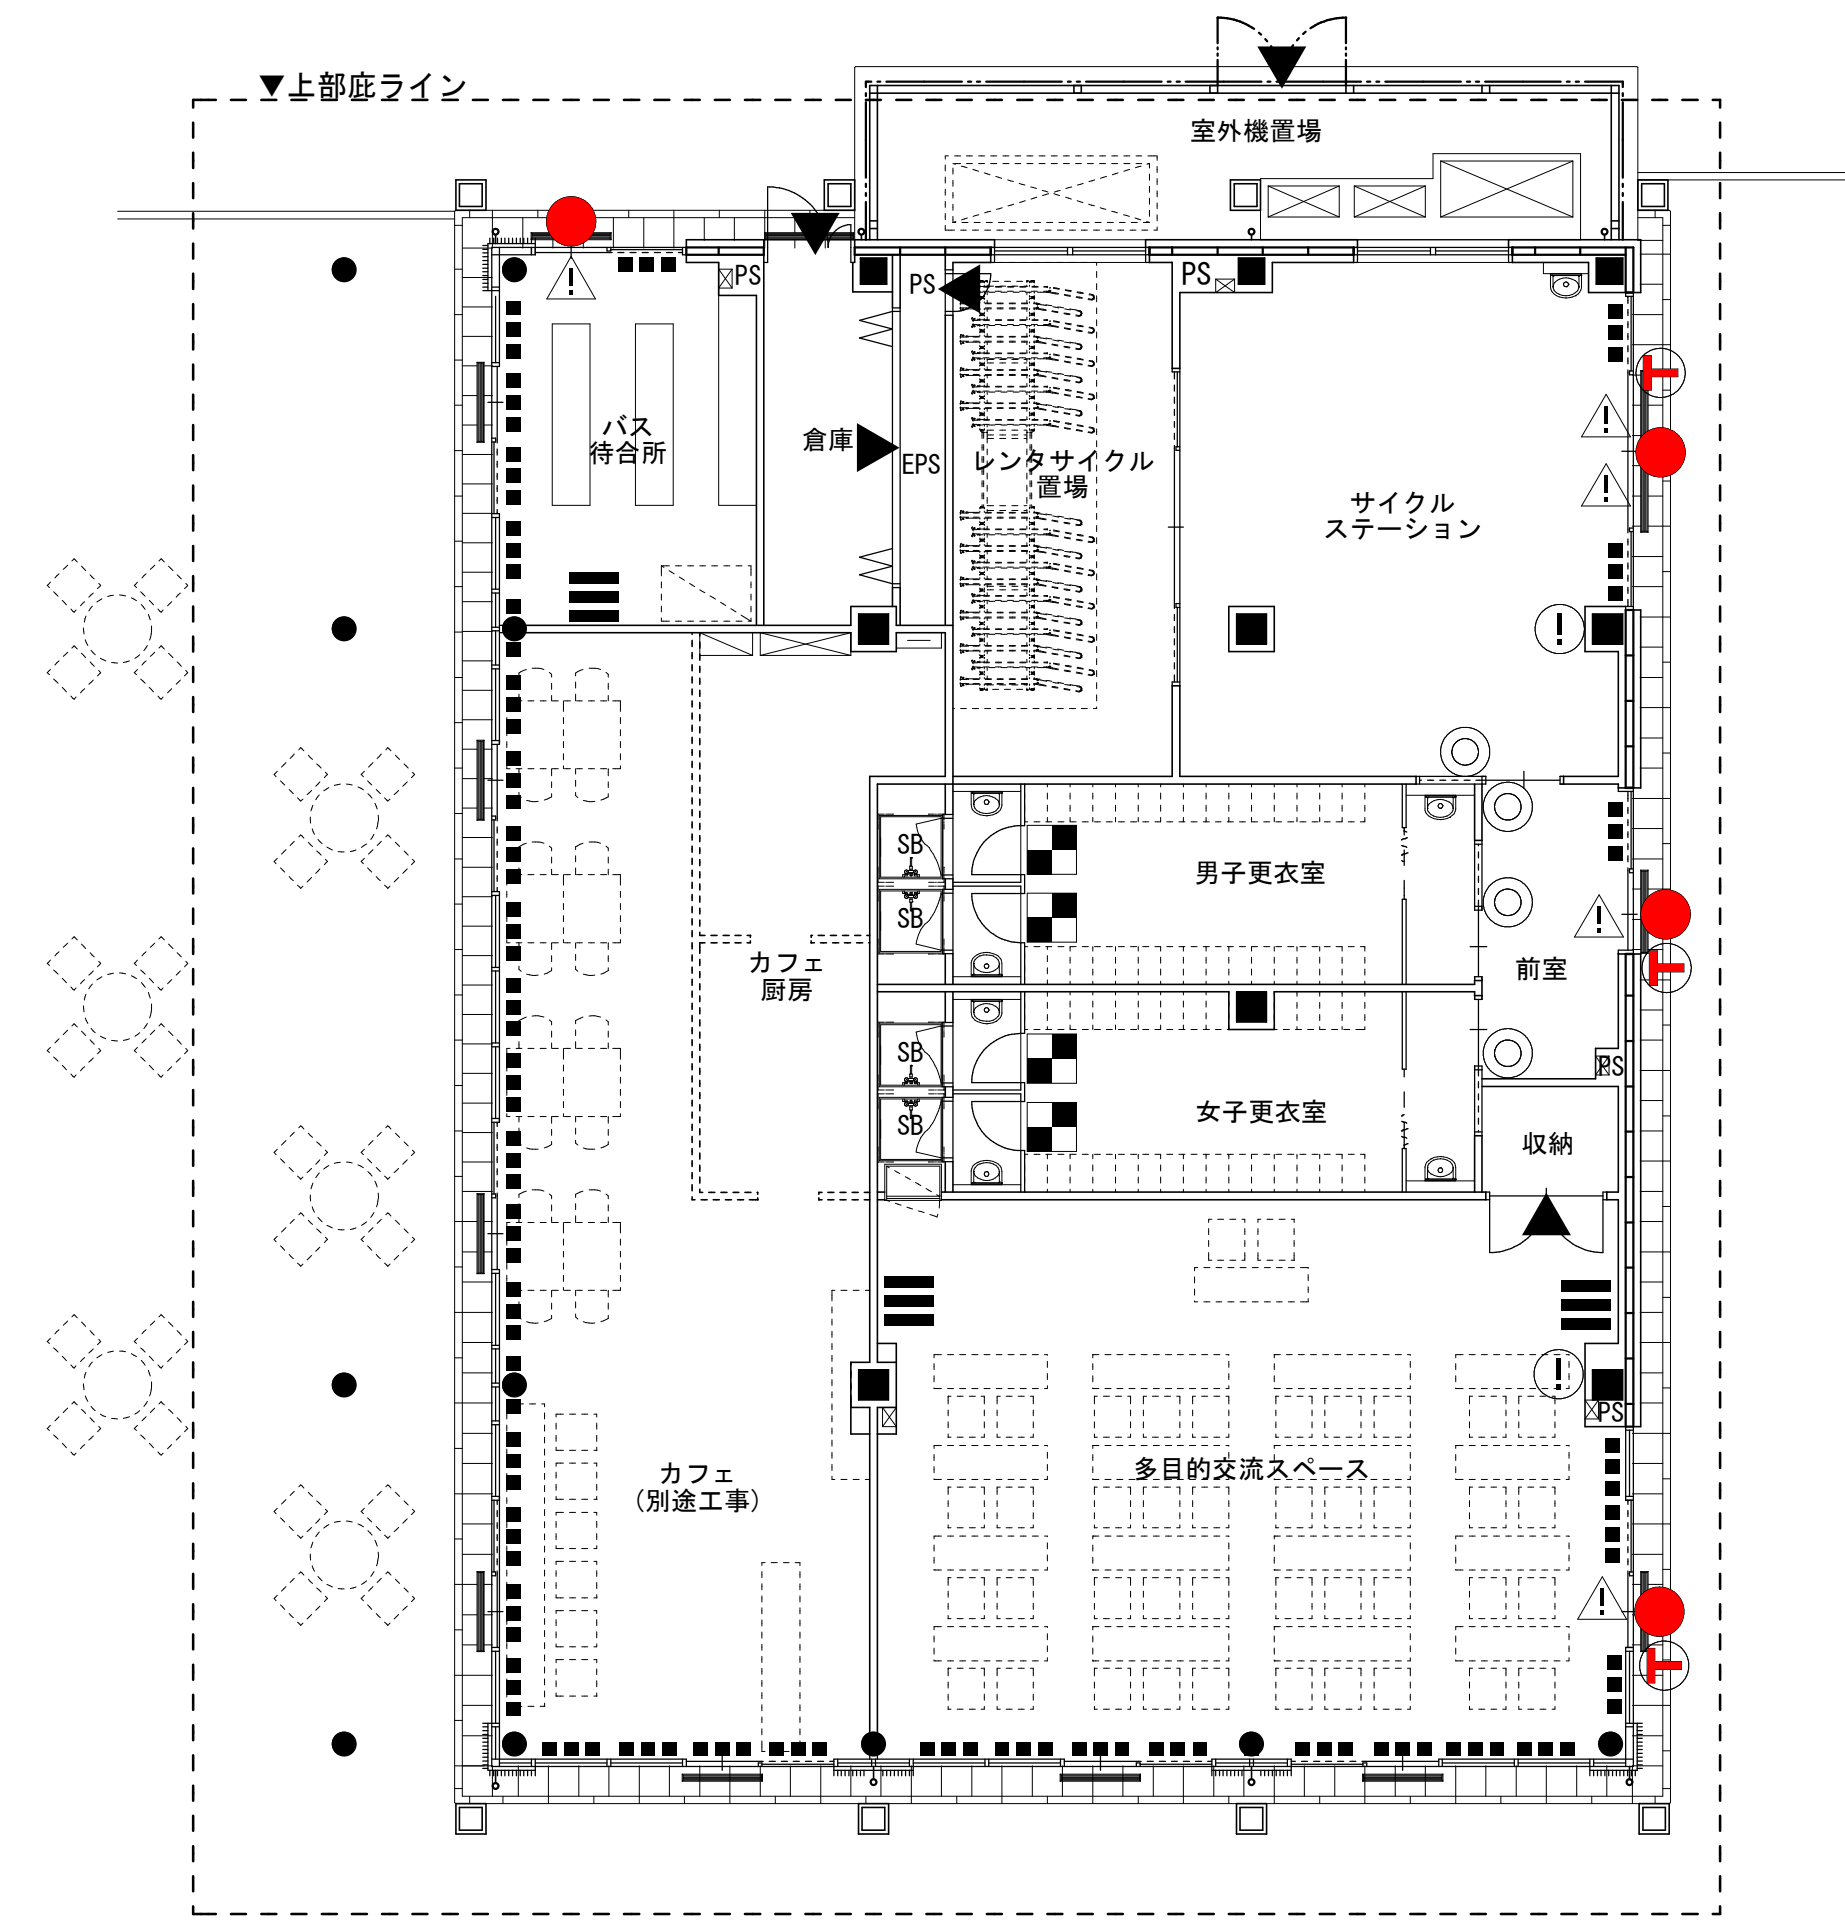 ▼上部庇ライン
室外機置場
PS
PS
PS
バス
待合所
倉庫
EPS
レンタサイクル
置場
サイクル
ステーション
T
!
!
!
!
SB
SB
男子更衣室
!
T
カフェ
厨房
前室
SB
SB
女子更衣室
PS
収納
!
PS
カフェ
(別途工事)
多目的交流スペース
!
T